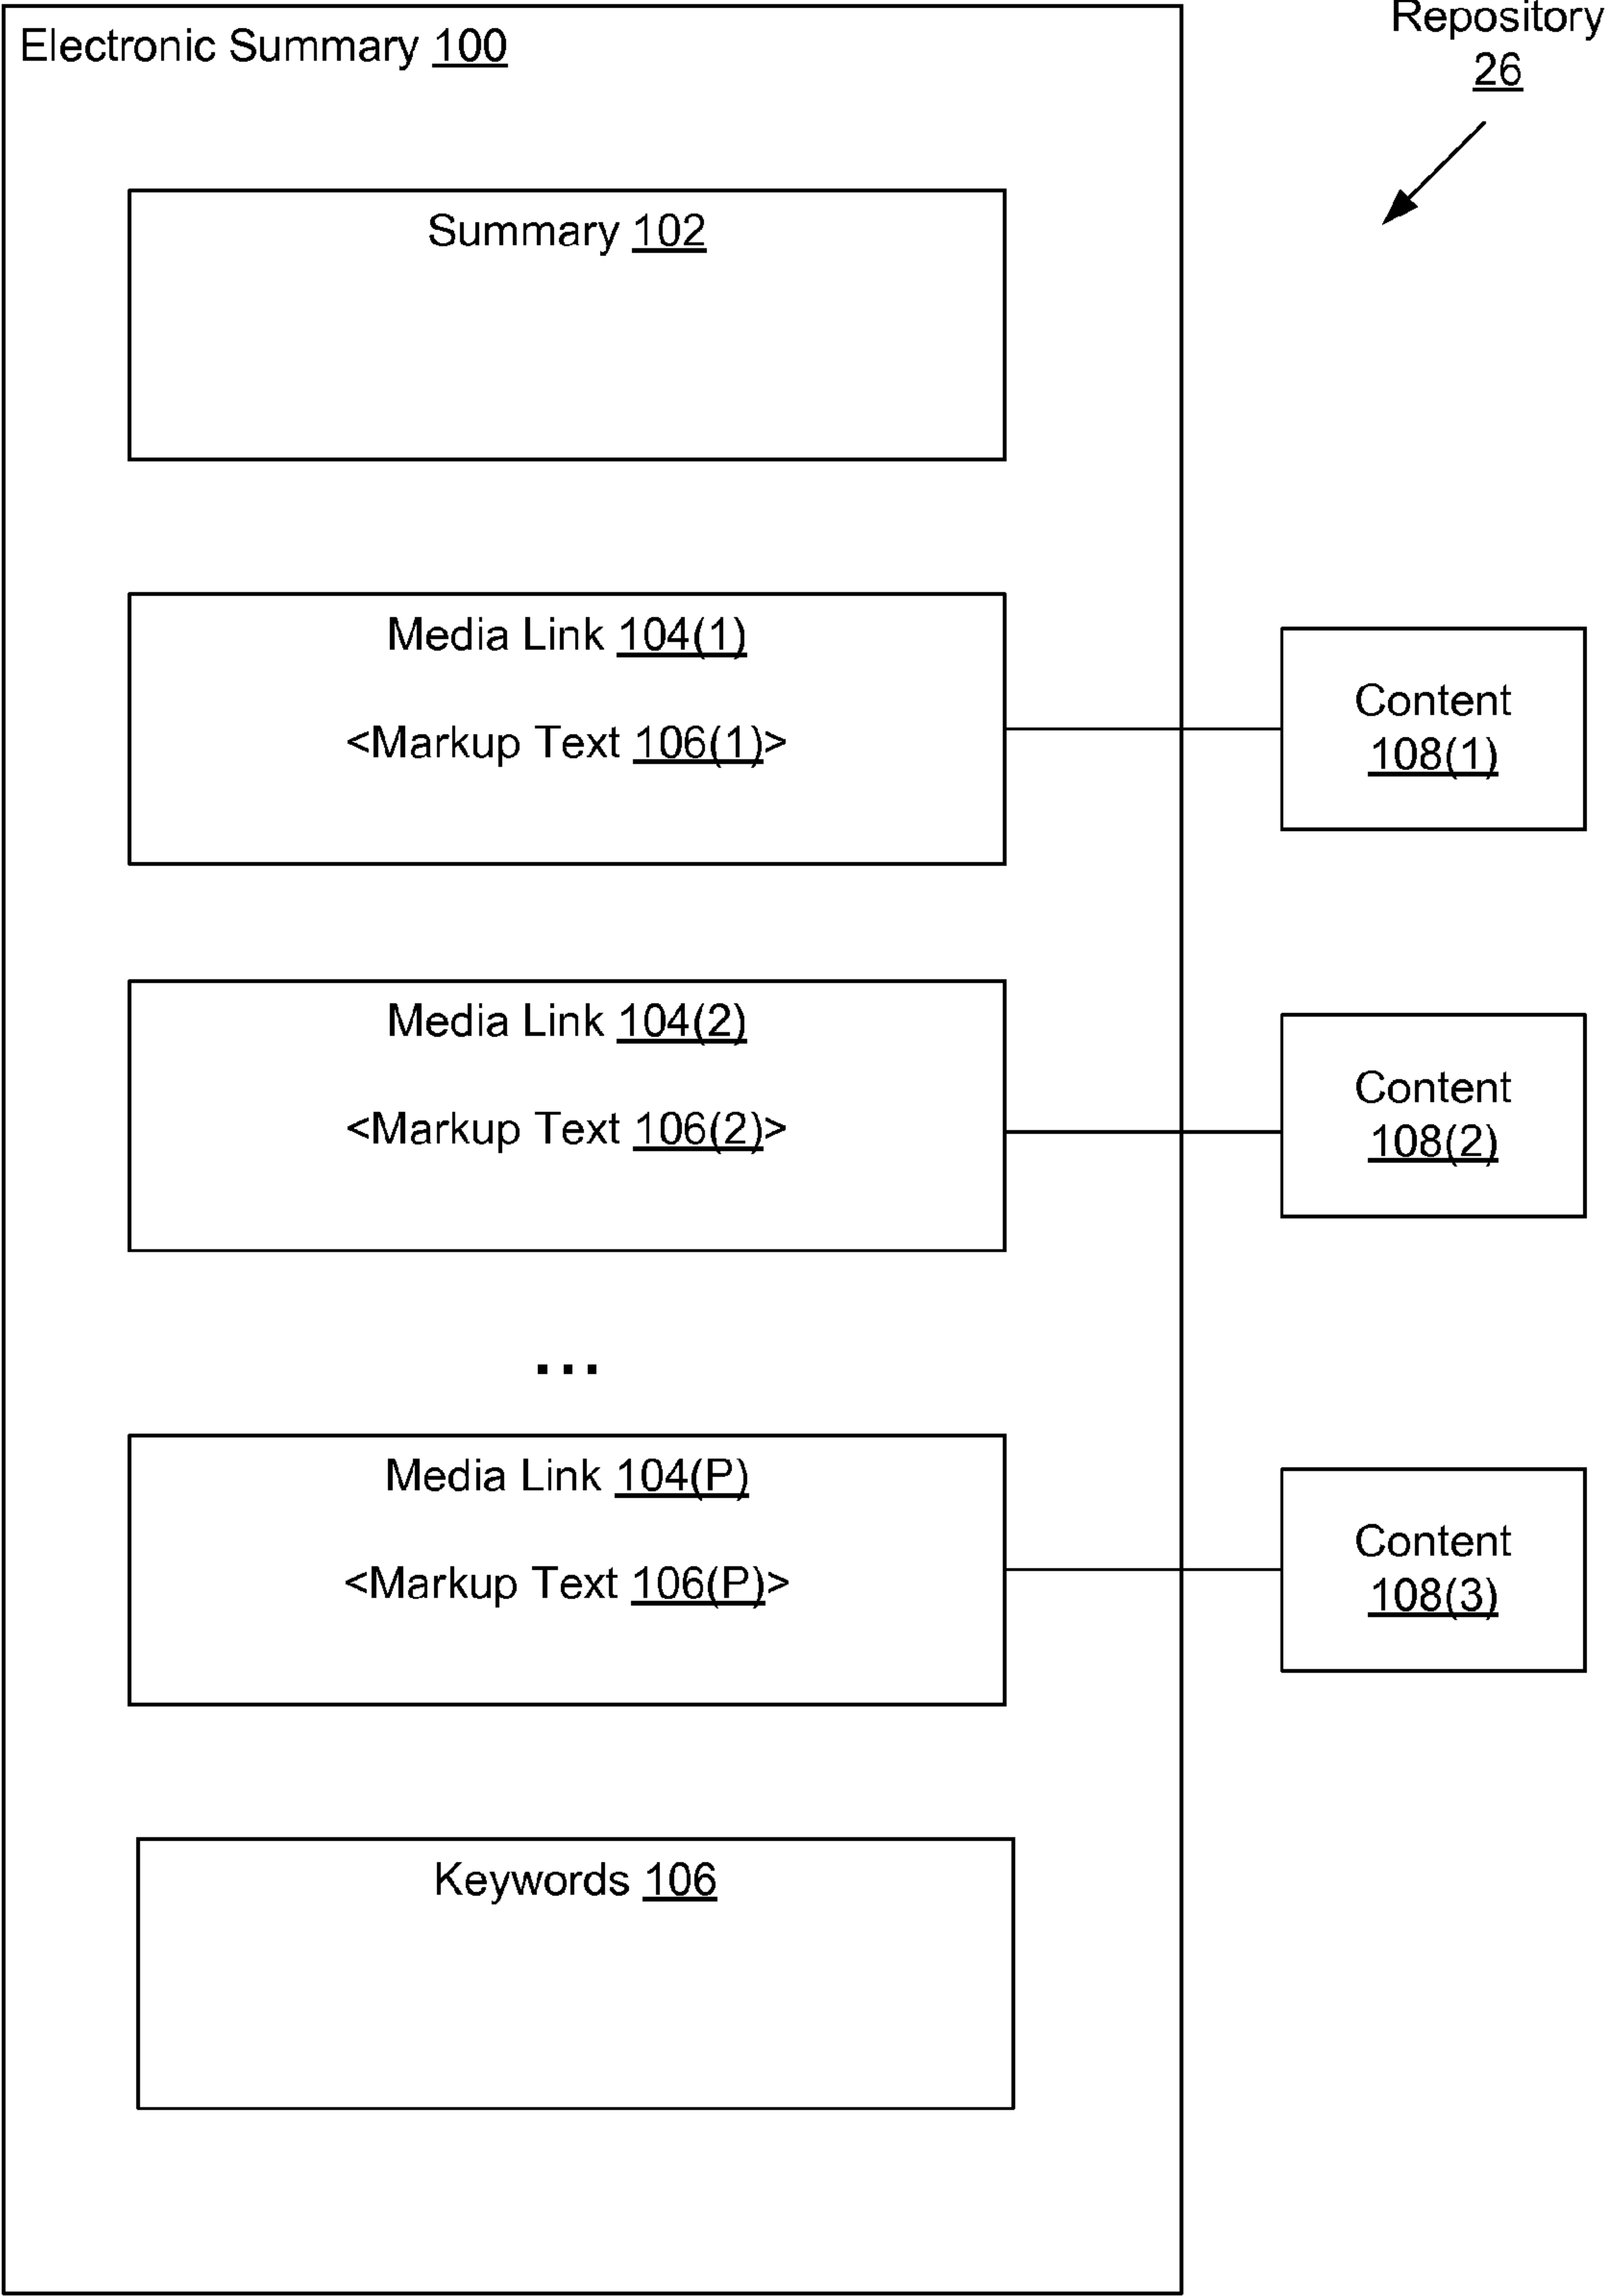 Electronic Summary 100
Repository
26
Summary 102
Media Link 104(1)
<Markup Text 106(1)>
Content
108(1)
Media Link 104(2)
<Markup Text 106(2)>
Content
108(2)
...
Media Link 104(P)
<Markup Text 106(P)>
Content
108(3)
Keywords 106